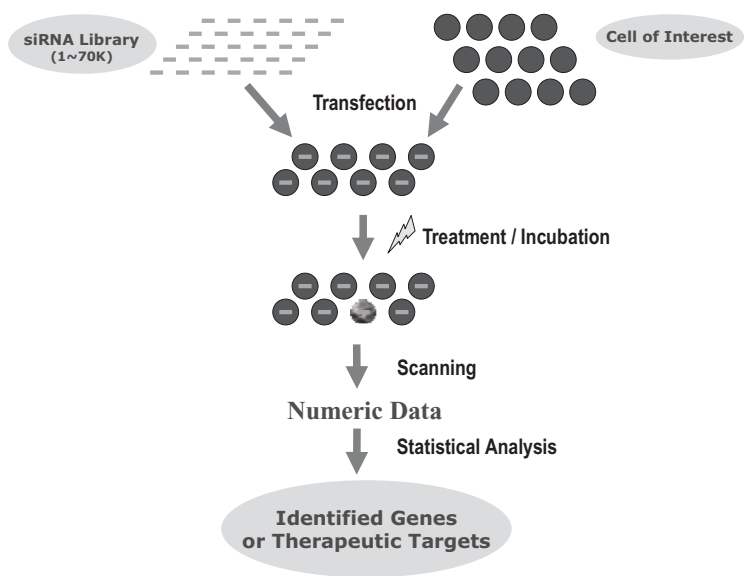 siRNA Library
(1~70K)
Cell of Interest
Transfection
Treatment / Incubation
Scanning
Numeric Data
Statistical Analysis
Identified Genes
or Therapeutic Targets